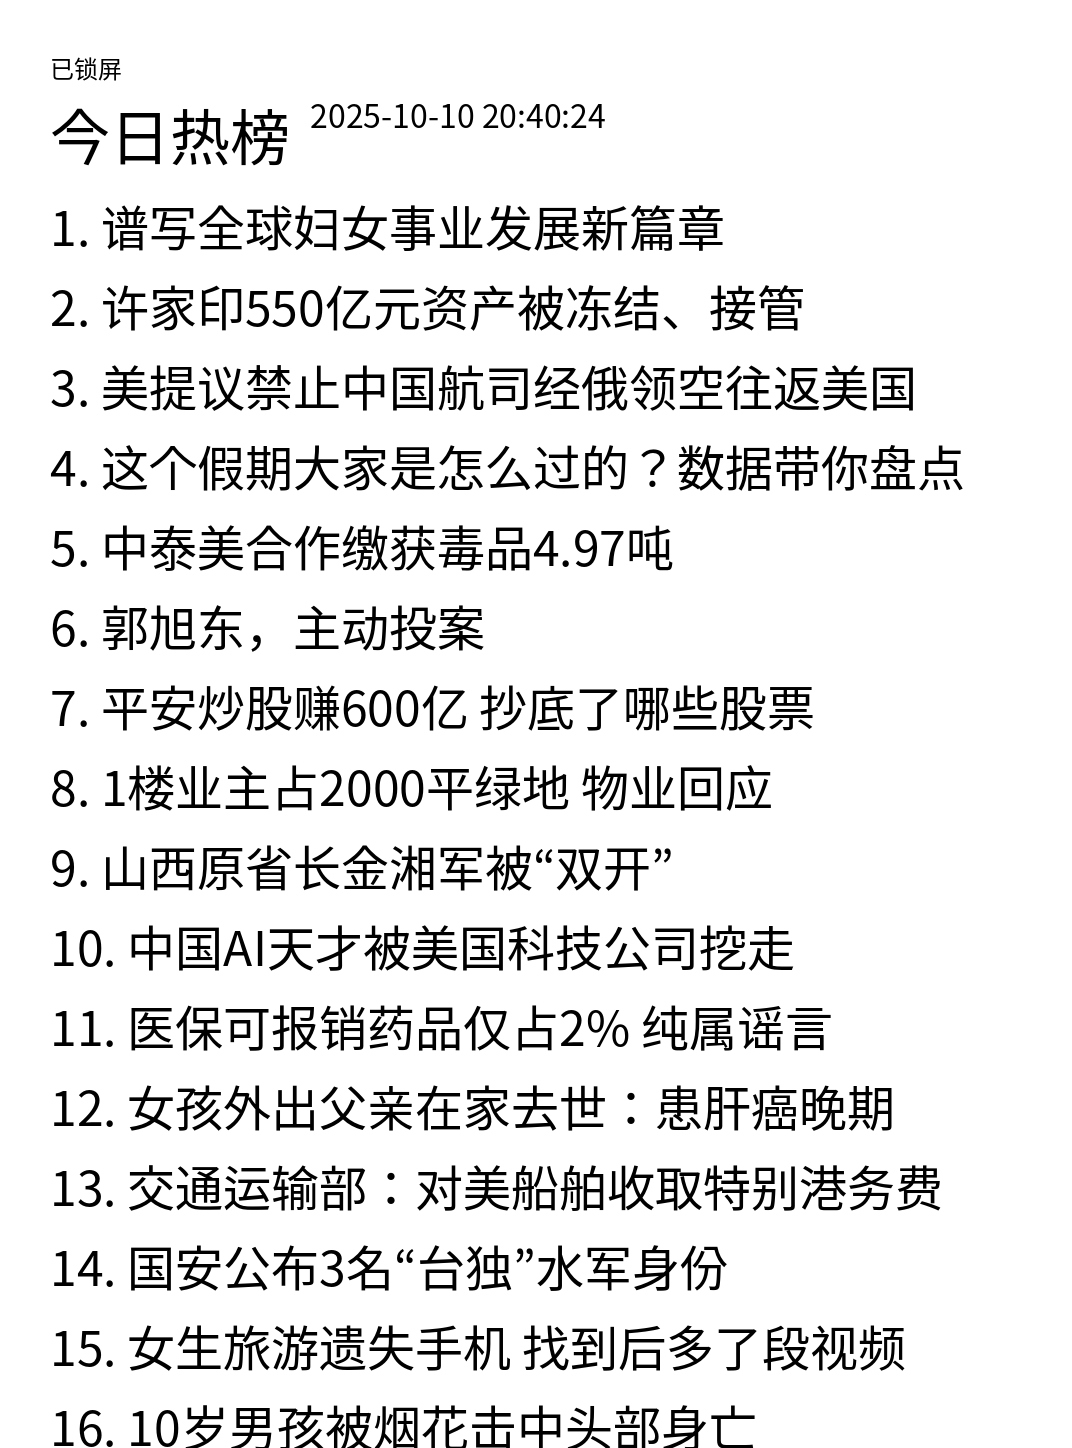 已锁屏
今日热榜 2025-10-10 20:40:24
1. 谱写全球妇女事业发展新篇章
2. 许家印550亿元资产被冻结、接管
3. 美提议禁止中国航司经俄领空往返美国
4. 这个假期大家是怎么过的？数据带你盘点
5. 中泰美合作缴获毒品4.97吨
6. 郭旭东，主动投案
7. 平安炒股赚600亿 抄底了哪些股票
8. 1楼业主占2000平绿地 物业回应
9. 山西原省长金湘军被“双开”
10. 中国AI天才被美国科技公司挖走
11. 医保可报销药品仅占2% 纯属谣言
12. 女孩外出父亲在家去世：患肝癌晚期
13. 交通运输部：对美船舶收取特别港务费
14. 国安公布3名“台独”水军身份
15. 女生旅游遗失手机 找到后多了段视频
16. 10岁男孩被烟花击中头部身亡